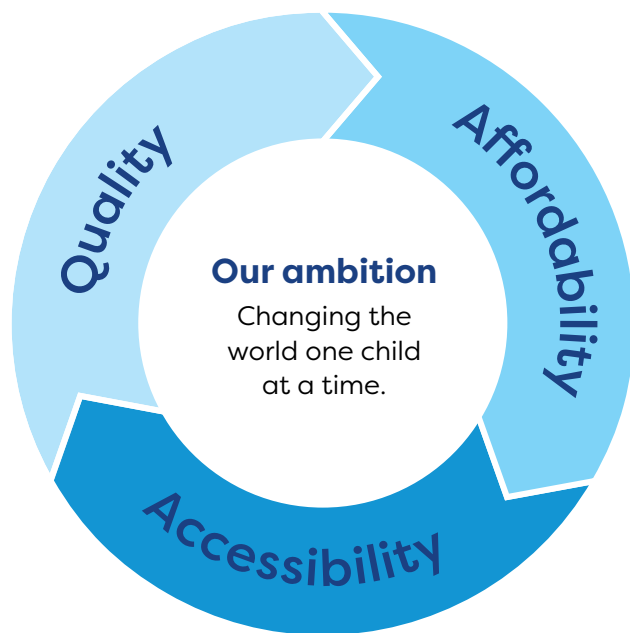 Quality
Affordability
Our ambition
Changing the
world one child
at a time.
Accessibility